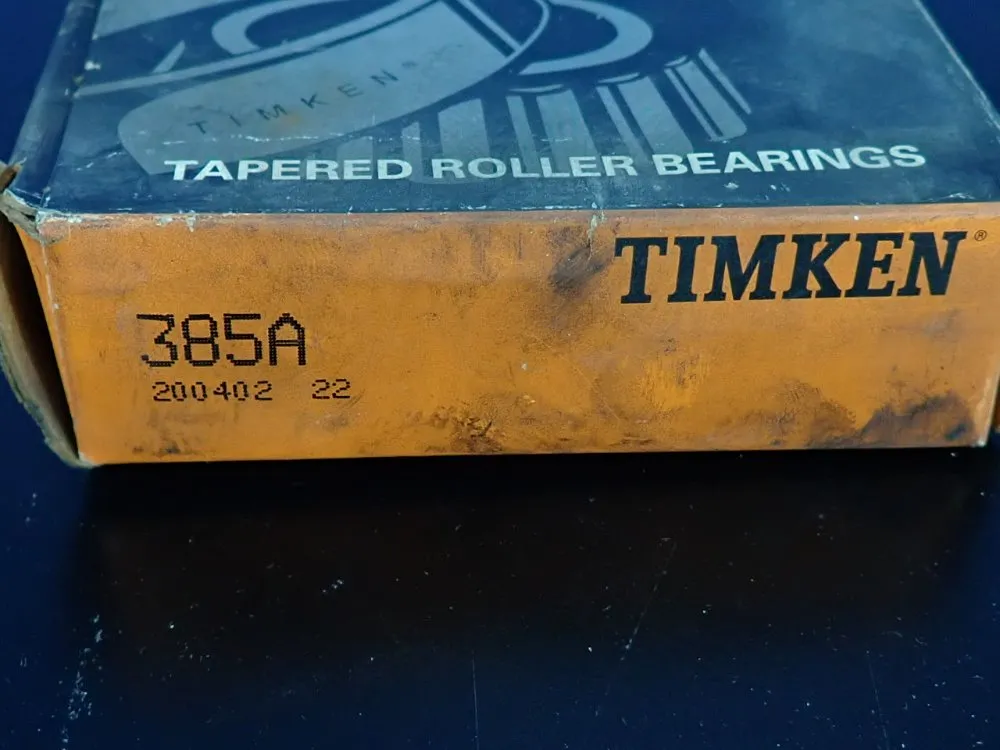 TIMKEN®
TAPERED ROLLER BEARINGS
TIMKEN®
385A
200402 22